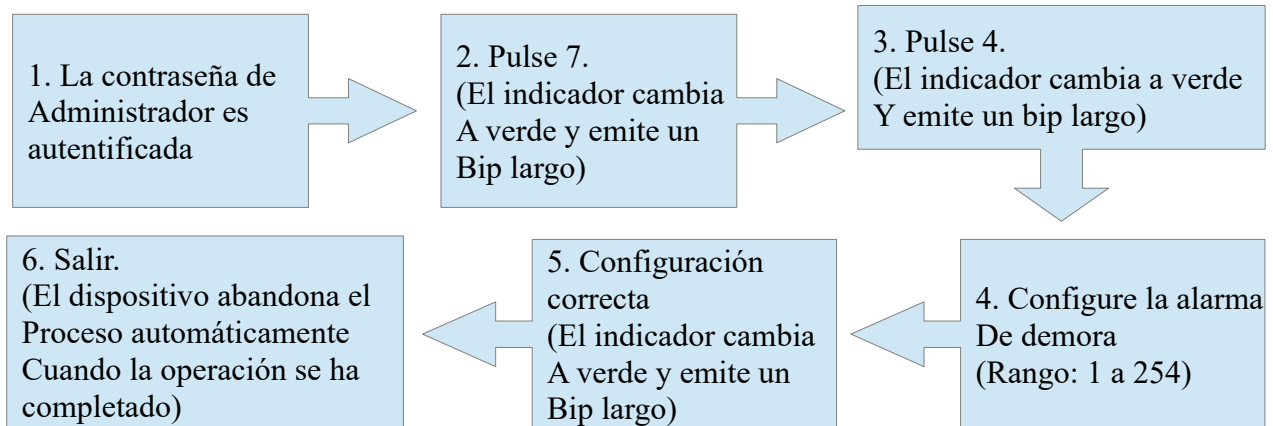 1. La contraseña de
Administrador es
autentificada
2. Pulse 7.
(El indicador cambia
A verde y emite un
Bip largo)
3. Pulse 4.
(El indicador cambia a verde
Y emite un bip largo)
4. Configure la alarma
De demora
(Rango: 1 a 254)
5. Configuración
correcta
(El indicador cambia
A verde y emite un
Bip largo)
6. Salir.
(El dispositivo abandona el
Proceso automáticamente
Cuando la operación se ha
completado)